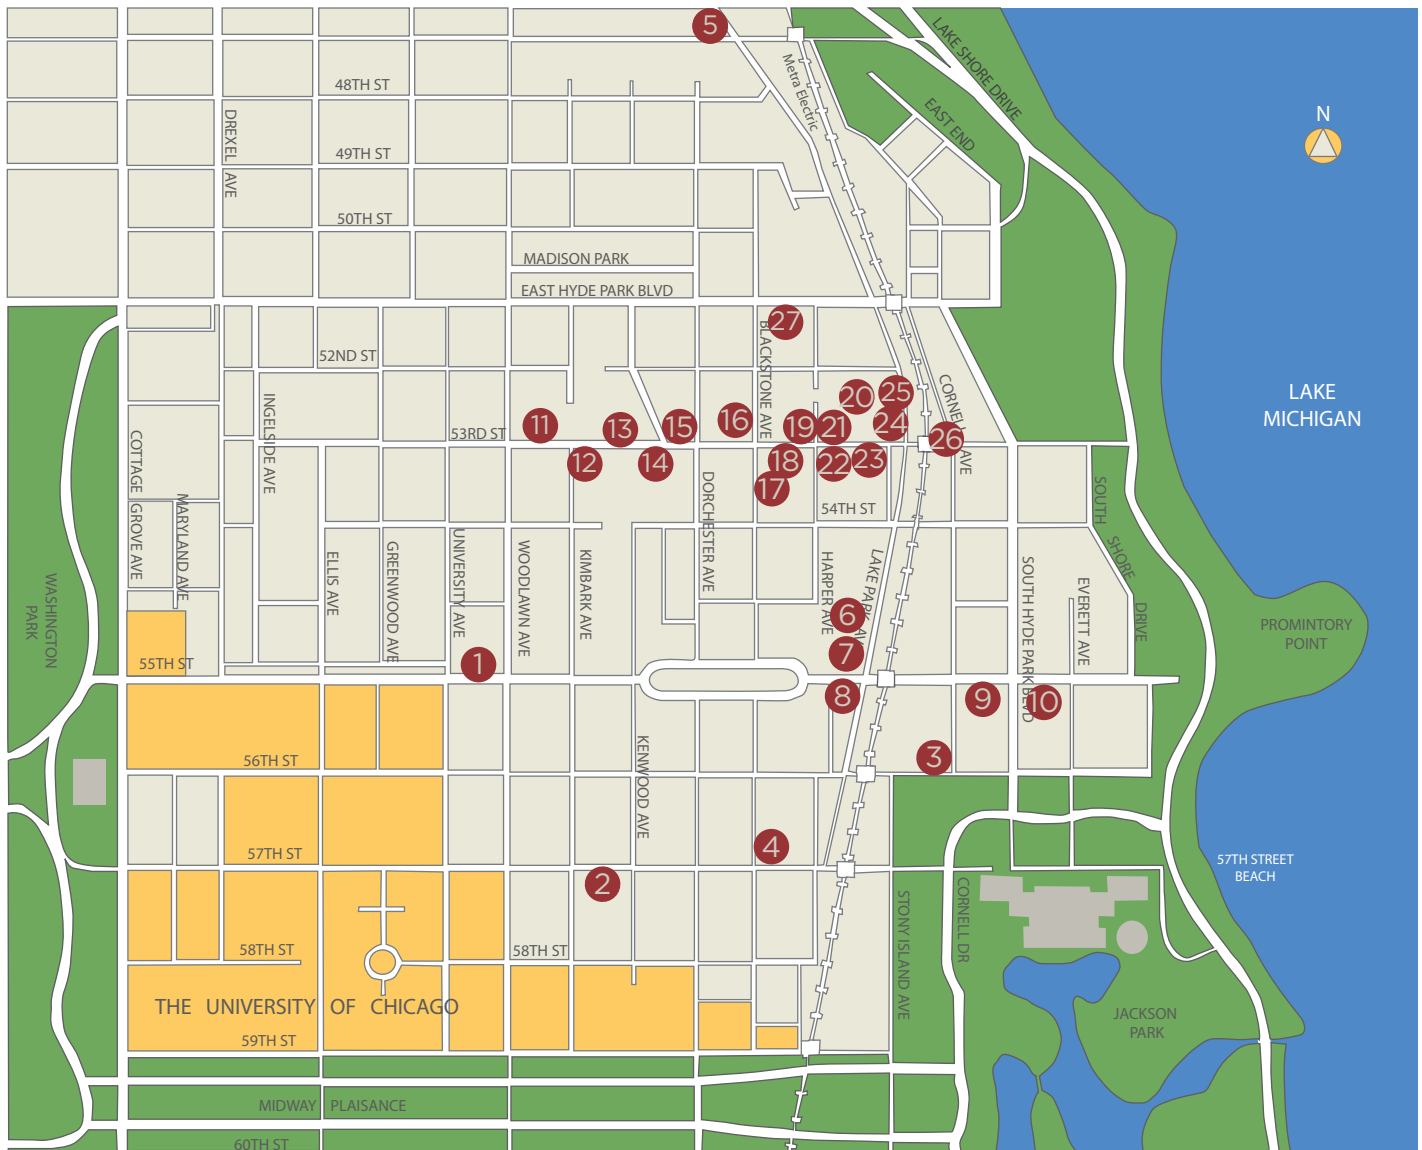 5
LAKE SHORE DRIVE
Metra Electric
48TH ST
EAST END
N
DREXEL AVE
49TH ST
50TH ST
MADISON PARK
EAST HYDE PARK BLVD
27
BLACKSTONE AVE
52ND ST
CORNELL AVE
LAKE
MICHIGAN
20
25
INGELSIDE AVE
11
13
15
16
19
21
24
26
53RD ST
12
14
18
22
23
17
COTTAGE GROVE AVE
MARYLAND AVE
DORCHESTER AVE
54TH ST
SOUTH SHORE DRIVE
UNIVERSITY AVE
WOODLAWN AVE
KIMBARK AVE
ELLIS AVE
GREENWOOD AVE
HARPER AVE
LAKE PARK AVE
SOUTH HYDE PARK BLVD
EVERETT AVE
WASHINGTON
PARK
6
PROMINTORY
POINT
55TH ST
1
7
8
9
10
56TH ST
KENWOOD AVE
3
57TH ST
4
57TH STREET
BEACH
2
STONY ISLAND AVE
CORNELL DR
58TH ST
58TH ST
THE UNIVERSITY OF CHICAGO
JACKSON
PARK
59TH ST
MIDWAY PLAISANCE
60TH ST